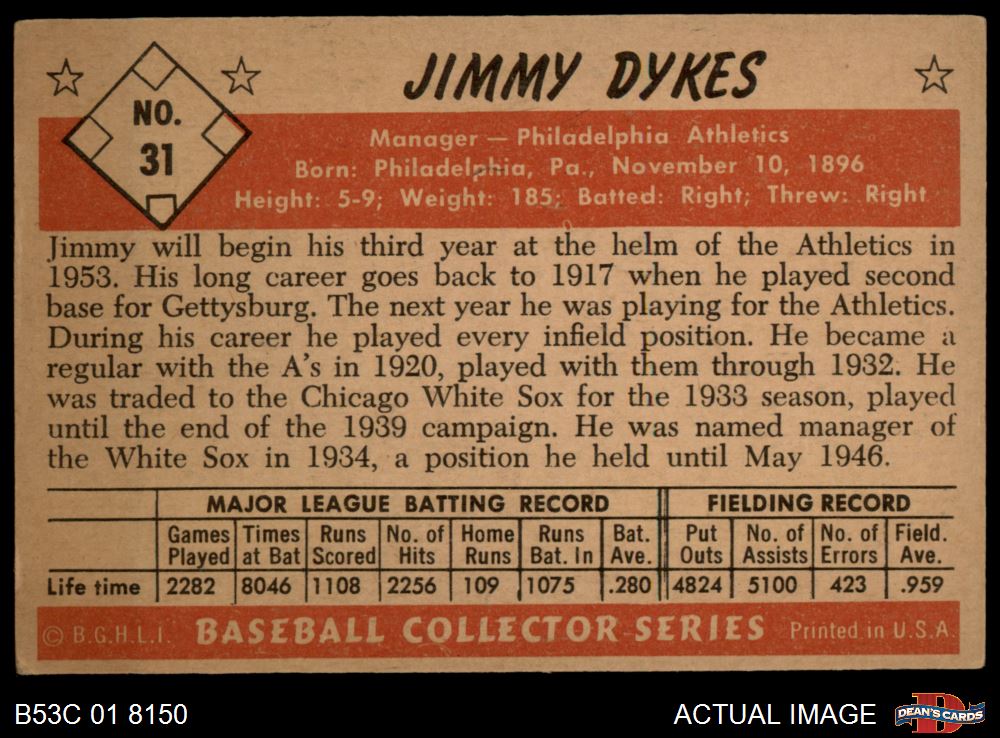 JIMMY DYKES
NO.
31
Manager — Philadelphia Athletics
Born: Philadelphia, Pa., November 10, 1896
Height: 5-9; Weight: 185; Batted: Right; Threw: Right
Jimmy will begin his third year at the helm of the Athletics in
1953. His long career goes back to 1917 when he played second
base for Gettysburg. The next year he was playing for the Athletics.
During his career he played every infield position. He became a
regular with the A's in 1920, played with them through 1932. He
was traded to the Chicago White Sox for the 1933 season, played
until the end of the 1939 campaign. He was named manager of
the White Sox in 1934, a position he held until May 1946.
MAJOR LEAGUE BATTING RECORD FIELDING RECORD
Games Times Runs No. of Home Runs Bat. Put No. of No. of Field.
Played at Bat Scored Hits Runs Bat. In Ave. Outs Assists Errors Ave.
Life time 2282 8046 1108 2256 109 1075 .280 4824 5100 423 .959
© B.G.H.L.I. BASEBALL COLLECTOR SERIES Printed in U.S.A.
B53C 01 8150 ACTUAL IMAGE DEAN'S CARDS